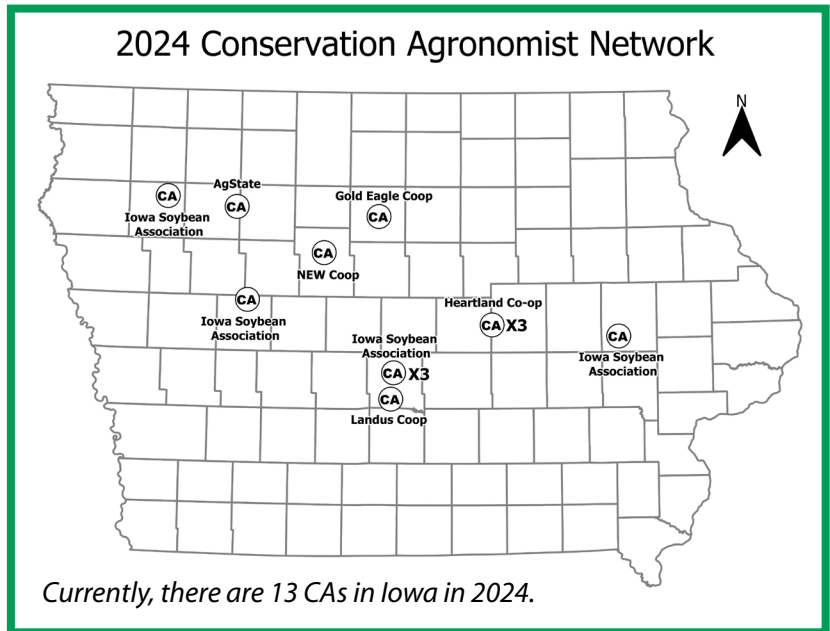 2024 Conservation Agronomist Network
N
AgState
CA
CA
Iowa Soybean
Association
Gold Eagle Coop
CA
CA
NEW Coop
CA
Iowa Soybean
Association
Heartland Co-op
CA X3
CA
Iowa Soybean
Association
Iowa Soybean
Association
CA X3
CA
Landus Coop
Currently, there are 13 CAs in Iowa in 2024.